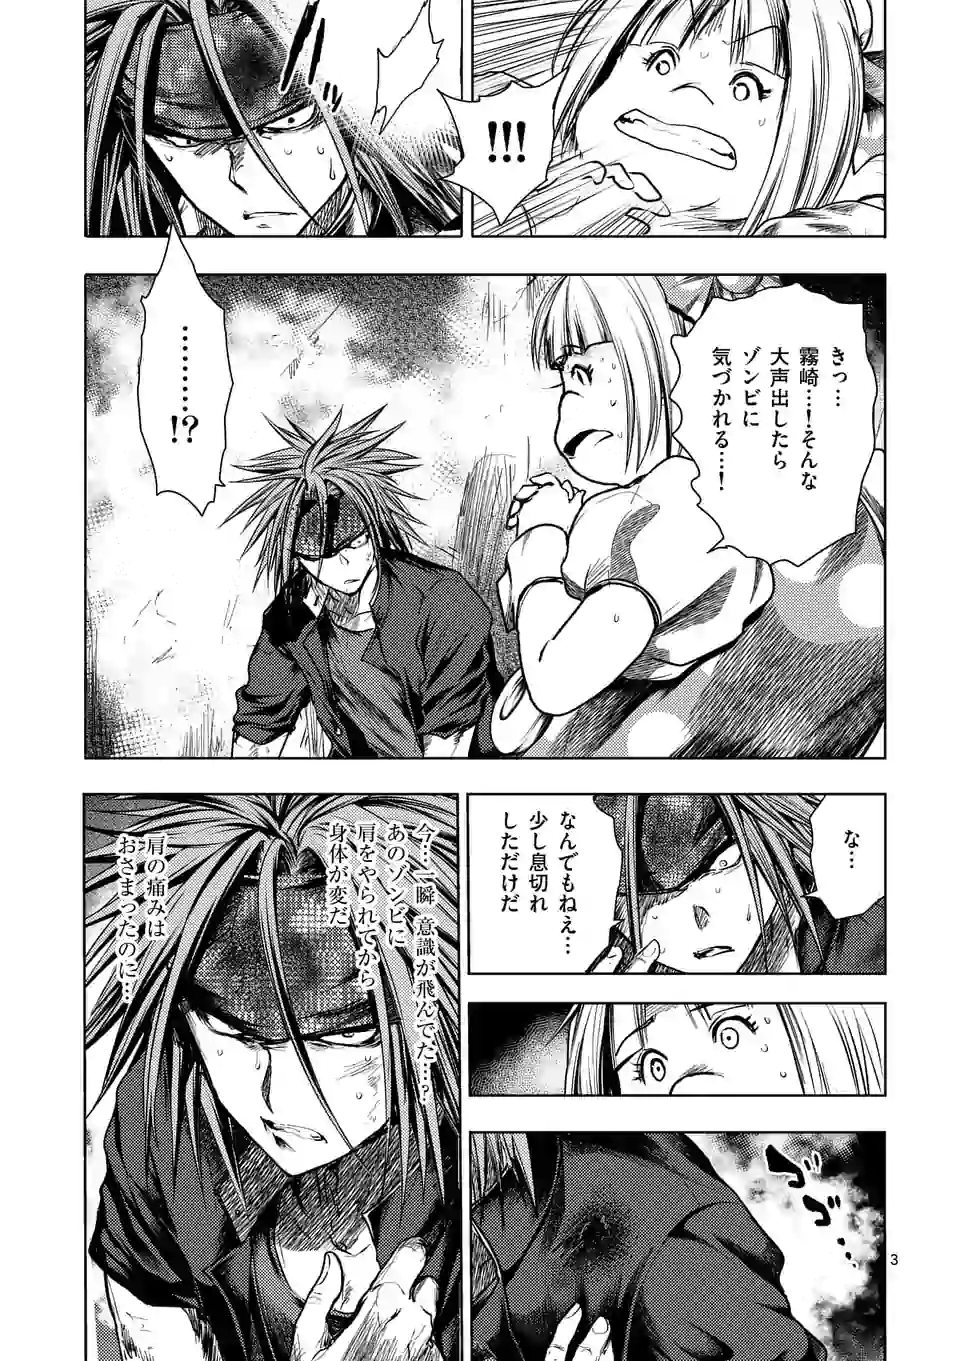 !!!
きっ…
霧崎…!そんな
大声出したら
ゾンビに
気づかれる…!
………!?
な…
なんでもねえ…
少し息切れ
しただけだ
ゴゴ…
今…一瞬 意識が飛んでた…?
あのゾンビに
肩をやられてから
身体が変だ
肩の痛みは
おさまったのに…
3